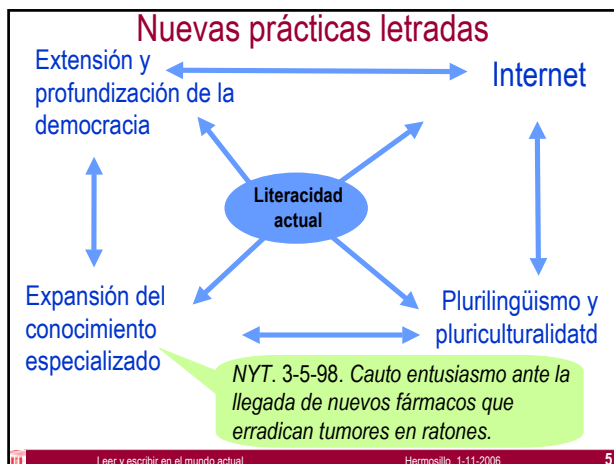 Nuevas prácticas letradas
Extensión y
profundización de la
democracia
Internet
Literacidad
actual
Expansión del
conocimiento
especializado
Plurilingüismo y
pluriculturalidatd
NYT. 3-5-98. Cauto entusiasmo ante la
llegada de nuevos fármacos que
erradican tumores en ratones.
Leer y escribir en el mundo actual
Hermosillo, 1-11-2006
5